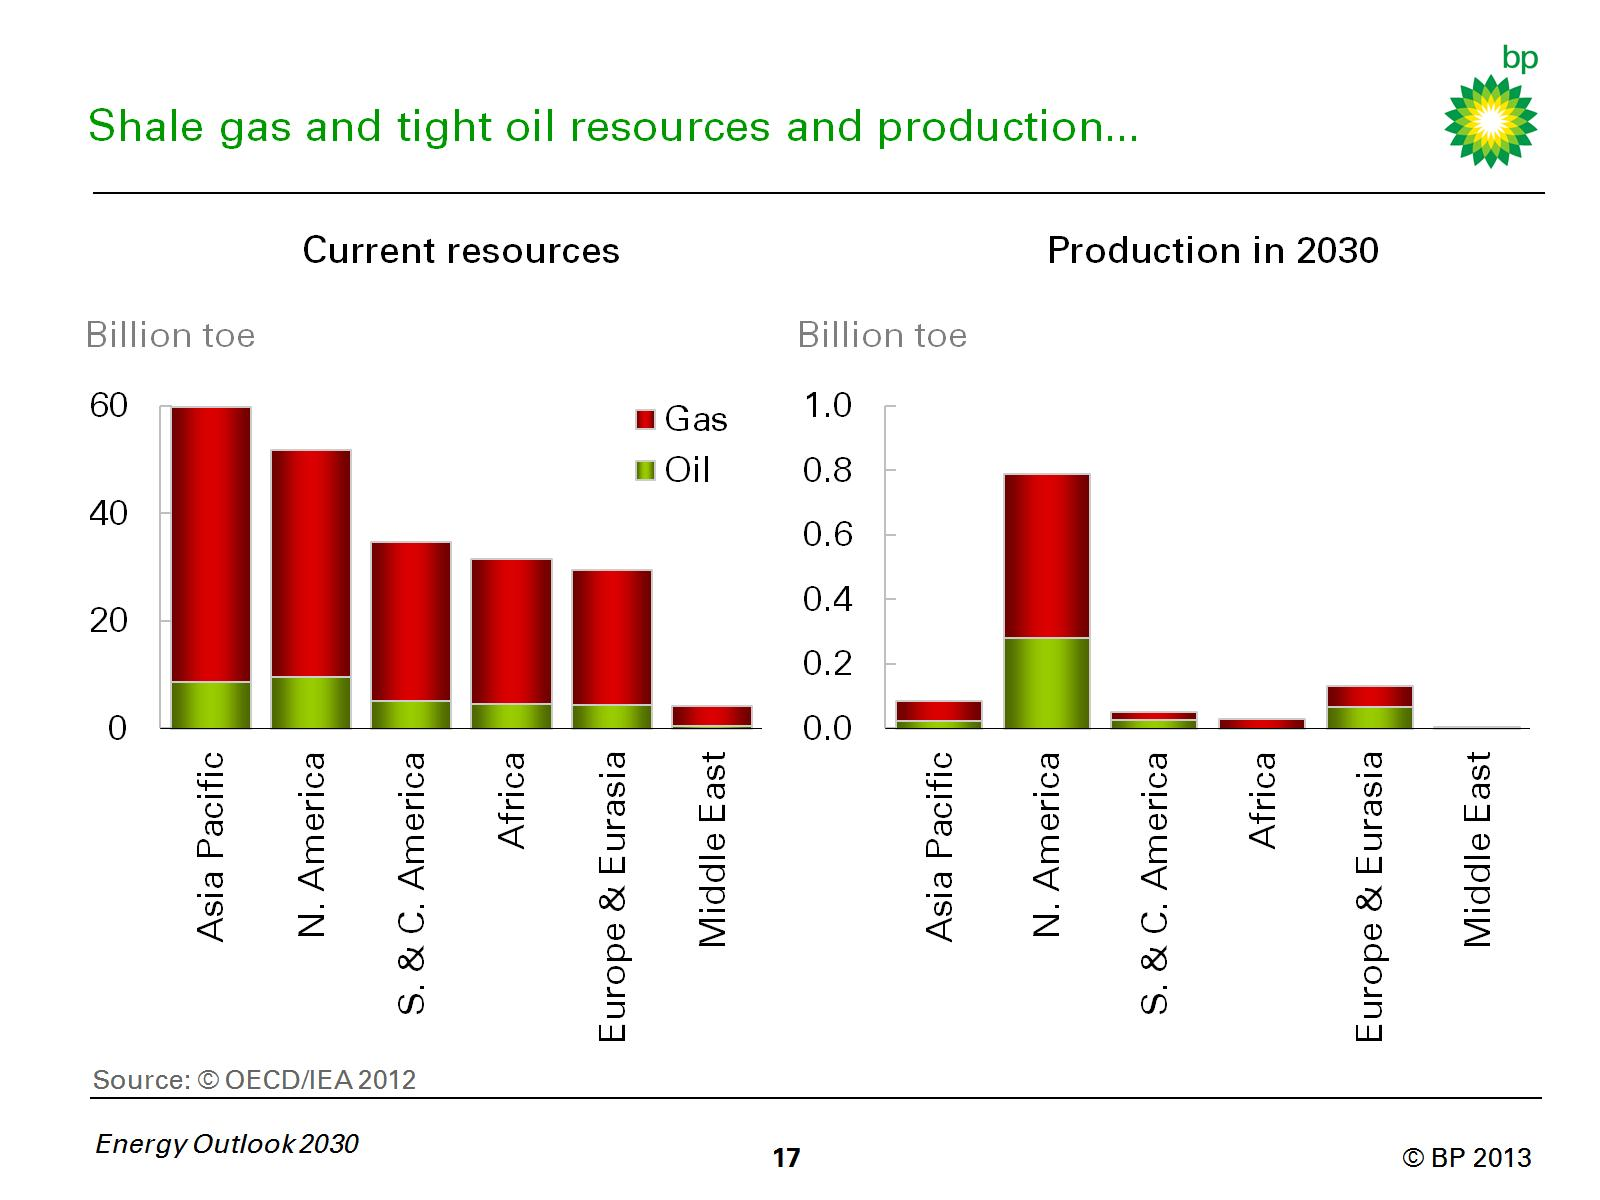 bp
Shale gas and tight oil resources and production...
Current resources
Production in 2030
Billion toe
Billion toe
60
40
20
0
Gas
Oil
1.0
0.8
0.6
0.4
0.2
0.0
Asia Pacific
N. America
S. & C. America
Africa
Europe & Eurasia
Middle East
Asia Pacific
N. America
S. & C. America
Africa
Europe & Eurasia
Middle East
Source: © OECD/IEA 2012
Energy Outlook 2030
17
© BP 2013